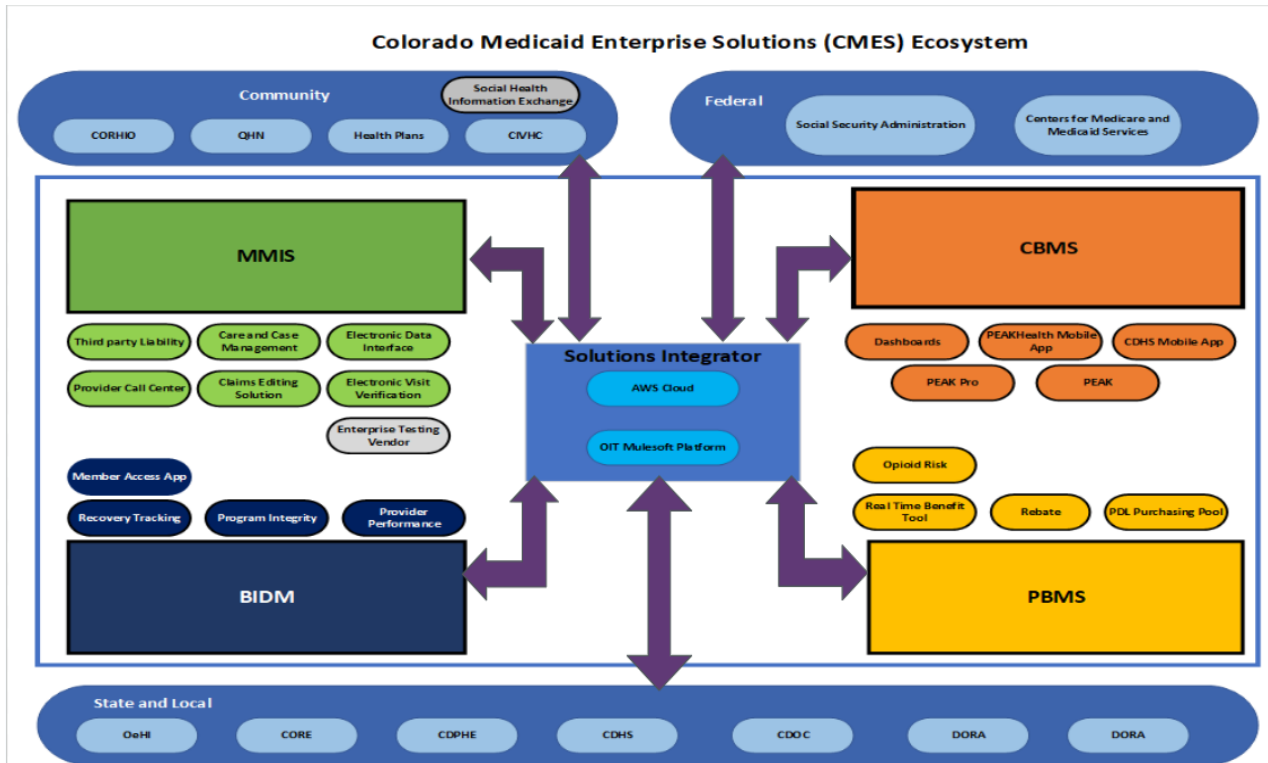 Colorado Medicaid Enterprise Solutions (CMES) Ecosystem
Community
Social Health
Information Exchange
CORHIO
QHN
Health Plans
CIVHC
Federal
Social Security Administration
Centers for Medicare and
Medicaid Services
MMIS
CBMS
Third party Liability
Care and Case
Management
Electronic Data
Interface
Provider Call Center
Claims Editing
Solution
Electronic Visit
Verification
Enterprise Testing
Vendor
Solutions Integrator
AWS Cloud
OIT Mulesoft Platform
Dashboards
PEAKHealth Mobile
App
CDHS Mobile App
PEAK Pro
PEAK
Member Access App
Recovery Tracking
Program Integrity
Provider
Performance
BIDM
Opioid Risk
Real Time Benefit
Tool
Rebate
PDL Purchasing Pool
PBMS
State and Local
OeHI
CORE
CDPHE
CDHS
CDOC
DORA
DORA